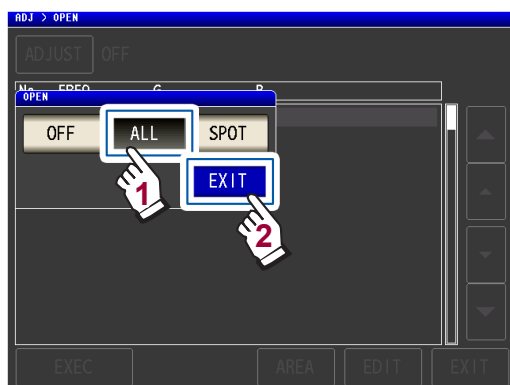 ADJ > OPEN
ADJUST OFF
No. FREQ G B
OPEN
OFF ALL SPOT
EXIT
1
2
EXEC AREA EDIT EXIT